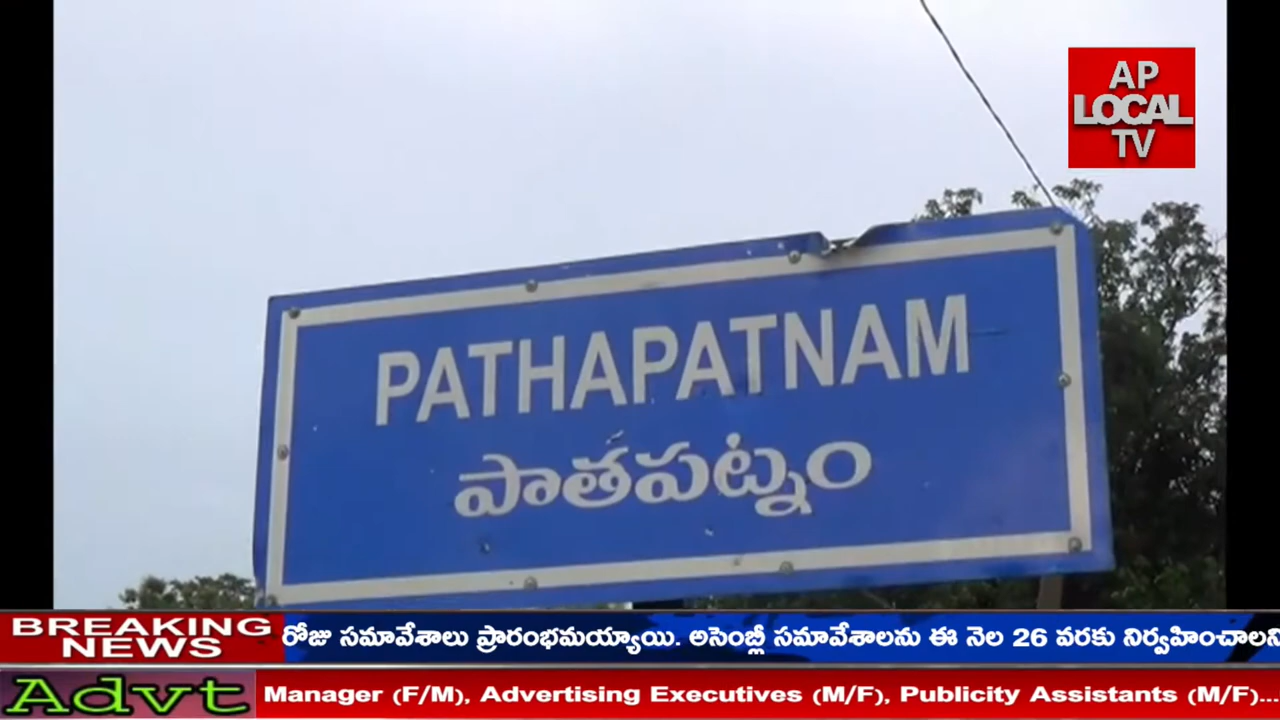 AP
LOCAL
TV
PATHAPATNAM
పాతపట్నం
BREAKING
NEWS
రోజు సమావేశాలు ప్రారంభమయ్యాయి. అసెంబ్లీ సమావేశాలను ఈ నెల 26 వరకు నిర్వహించాలని
Advt
Manager (F/M), Advertising Executives (M/F), Publicity Assistants (M/F)...